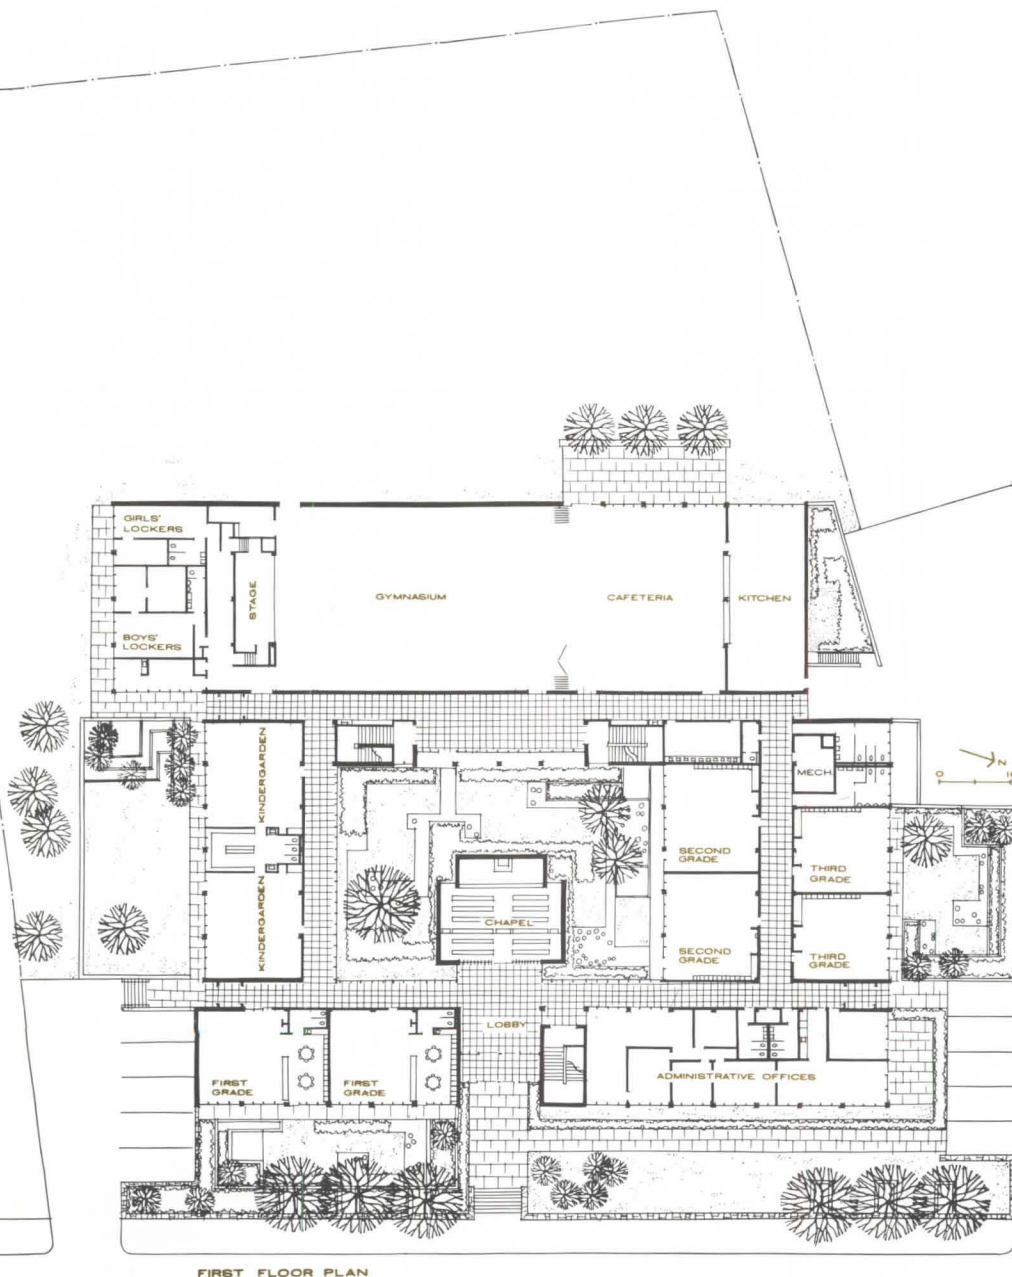 GIRLS'
LOCKERS
STAGE
GYMNASIUM
CAFETERIA
KITCHEN
BOYS'
LOCKERS
KINDERGARDEN
MECH.
N
0
SECOND
GRADE
THIRD
GRADE
KINDERGARDEN
CHAPEL
SECOND
GRADE
THIRD
GRADE
LOBBY
FIRST
GRADE
FIRST
GRADE
ADMINISTRATIVE OFFICES
FIRST FLOOR PLAN